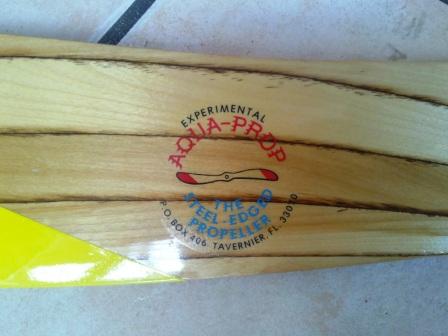 EXPERIMENTAL
AQUA-PROP
THE
STEEL-EDGED
PROPELLER
P.O. BOX 406 TAVERNIER, FL. 33070